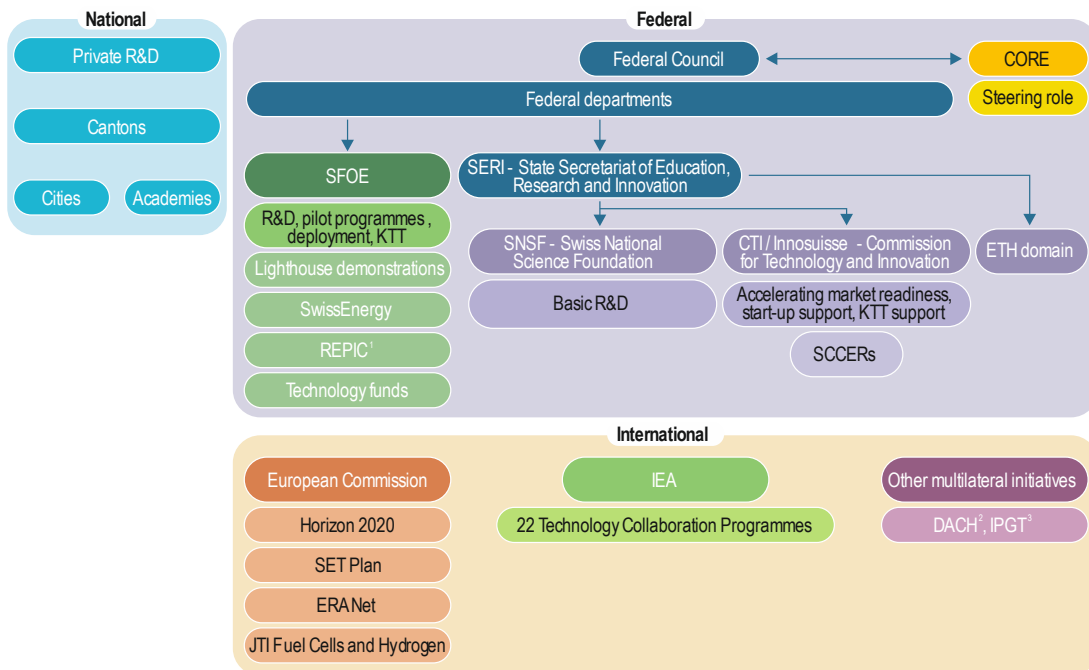 National
Private R&D
Cantons
Cities
Academies
Federal
Federal Council
CORE
Federal departments
Steering role
SFOE
R&D, pilot programmes ,
deployment, KTT
Lighthouse demonstrations
SwissEnergy
REPIC¹
Technology funds
SERI - State Secretariat of Education,
Research and Innovation
SNSF - Swiss National
Science Foundation
Basic R&D
CTI / Innosuisse - Commission
for Technology and Innovation
Accelerating market readiness,
start-up support, KTT support
SCCERs
ETH domain
International
European Commission
Horizon 2020
SET Plan
ERA Net
JTI Fuel Cells and Hydrogen
IEA
22 Technology Collaboration Programmes
Other multilateral initiatives
DACH², IPGT³